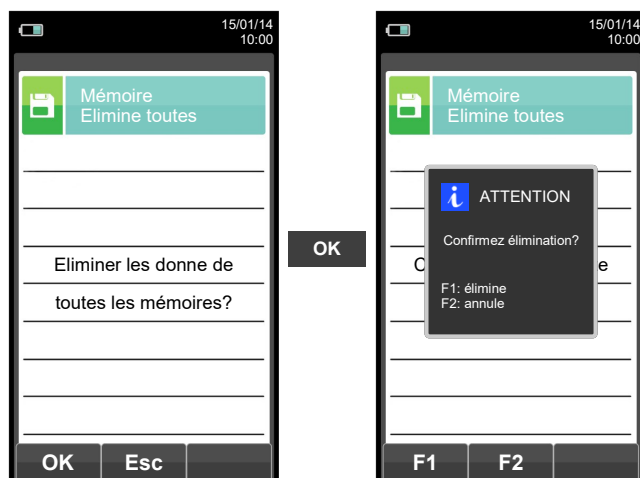 15/01/14
10:00
Mémoire
Elimine toutes
Eliminer les donne de
toutes les mémoires?
OK
Esc
OK
15/01/14
10:00
Mémoire
Elimine toutes
i ATTENTION
Confirmez élimination?
C
e
F1: élimine
F2: annule
F1
F2